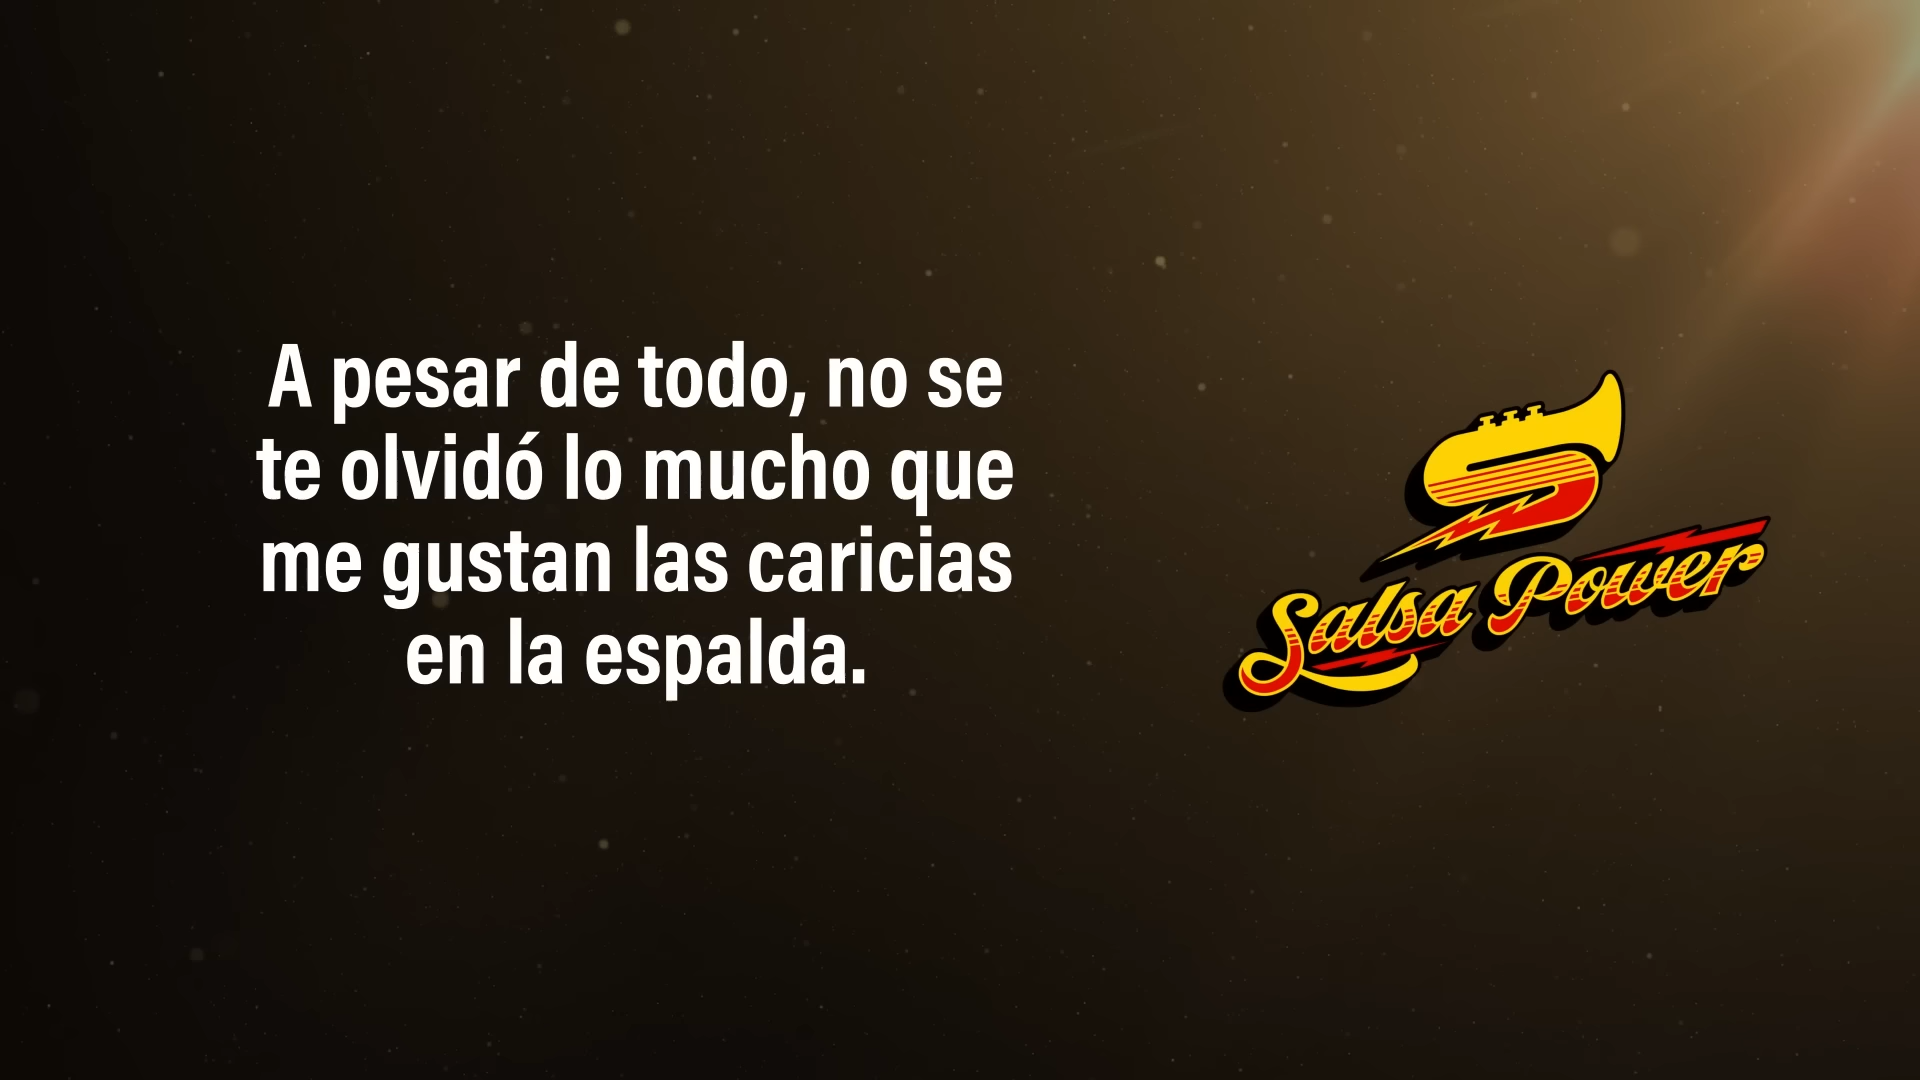 A pesar de todo, no se
te olvidó lo mucho que
me gustan las caricias
en la espalda.
Salsa Power